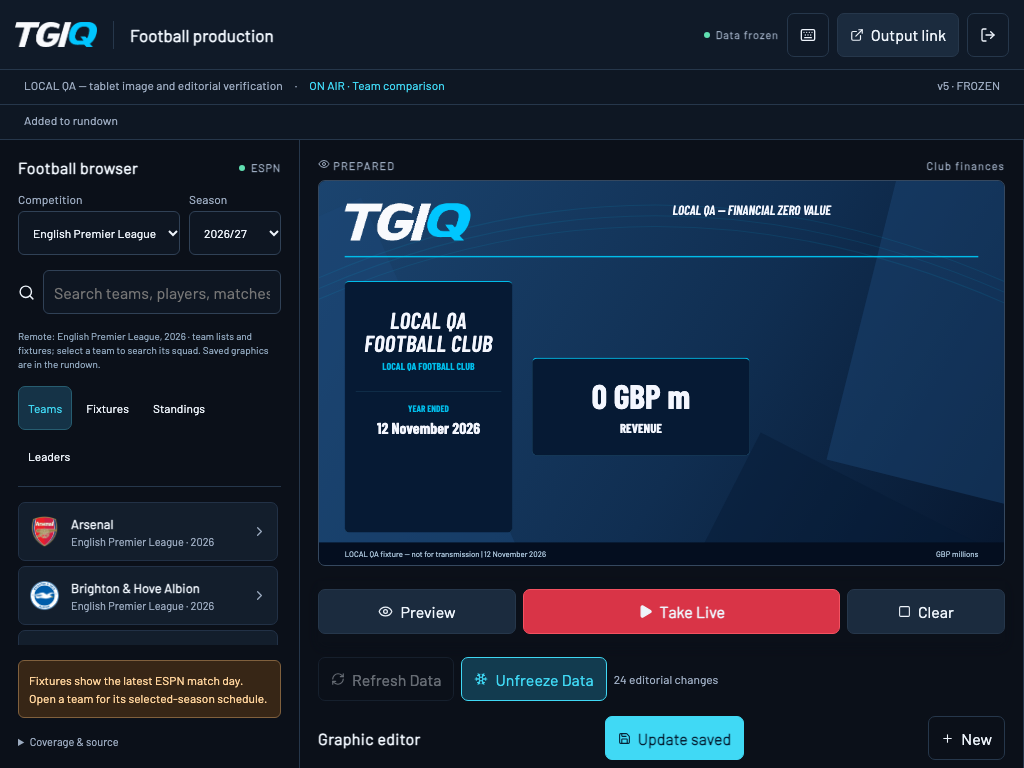 TGIQ
Football production
Data frozen
Output link
LOCAL QA — tablet image and editorial verification · ON AIR · Team comparison
v5 · FROZEN
Added to rundown
Football browser
ESPN
Competition
Season
English Premier League
2026/27
Search teams, players, matches
Remote: English Premier League, 2026 · team lists and
fixtures; select a team to search its squad. Saved graphics
are in the rundown.
Teams
Fixtures
Standings
Leaders
Arsenal
English Premier League · 2026
Brighton & Hove Albion
English Premier League · 2026
Fixtures show the latest ESPN match day.
Open a team for its selected-season schedule.
Coverage & source
PREPARED
Club finances
TGIQ
LOCAL QA — FINANCIAL ZERO VALUE
LOCAL QA
FOOTBALL CLUB
LOCAL QA FOOTBALL CLUB
YEAR ENDED
12 November 2026
0 GBP m
REVENUE
LOCAL QA fixture — not for transmission | 12 November 2026
GBP millions
Preview
Take Live
Clear
Refresh Data
Unfreeze Data
24 editorial changes
Graphic editor
Update saved
New